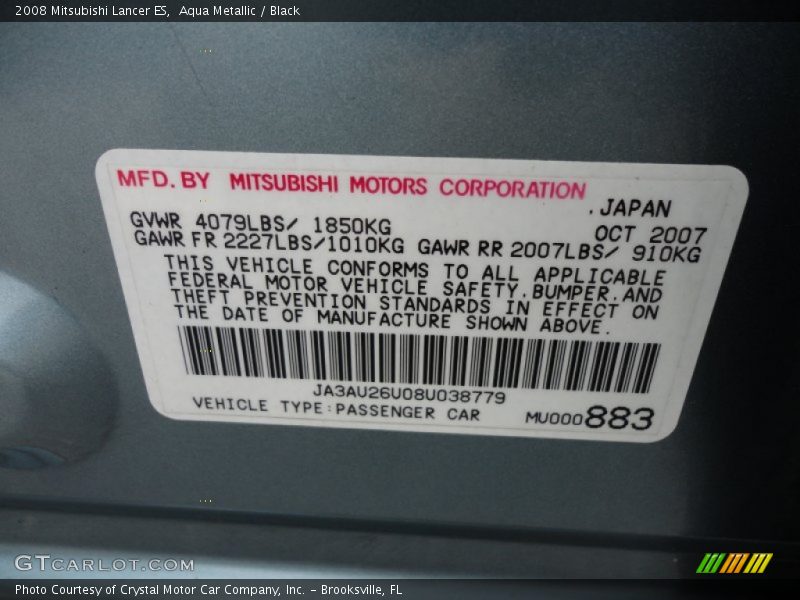 2008 Mitsubishi Lancer ES, Aqua Metallic / Black
MFD. BY MITSUBISHI MOTORS CORPORATION
.JAPAN
GVWR 4079LBS/ 1850KG OCT 2007
GAWR FR 2227LBS/1010KG GAWR RR 2007LBS/ 910KG
THIS VEHICLE CONFORMS TO ALL APPLICABLE
FEDERAL MOTOR VEHICLE SAFETY,BUMPER,AND
THEFT PREVENTION STANDARDS IN EFFECT ON
THE DATE OF MANUFACTURE SHOWN ABOVE.
JA3AU26U08U038779
VEHICLE TYPE:PASSENGER CAR MU000883
GTCARLOT.COM
Photo Courtesy of Crystal Motor Car Company, Inc. - Brooksville, FL